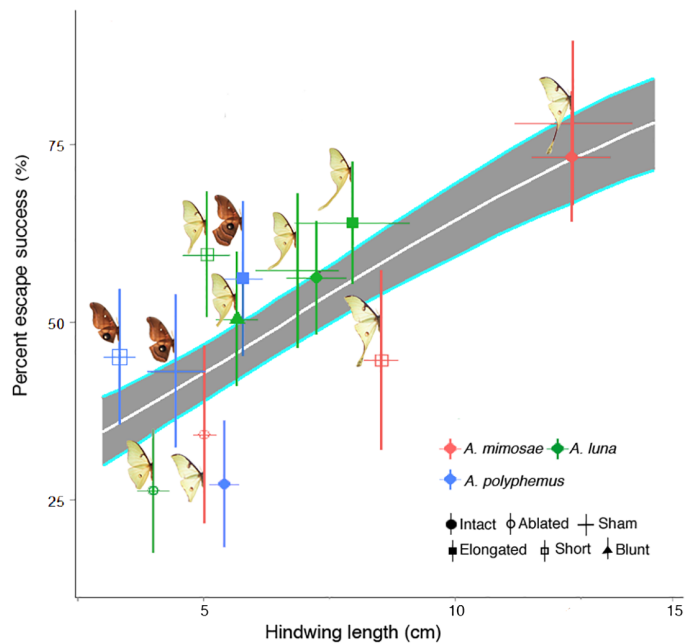 Percent escape success (%)
75
50
25
5
10
15
Hindwing length (cm)
A. mimosae A. luna
A. polyphemus
Intact Ablated Sham
Elongated Short Blunt